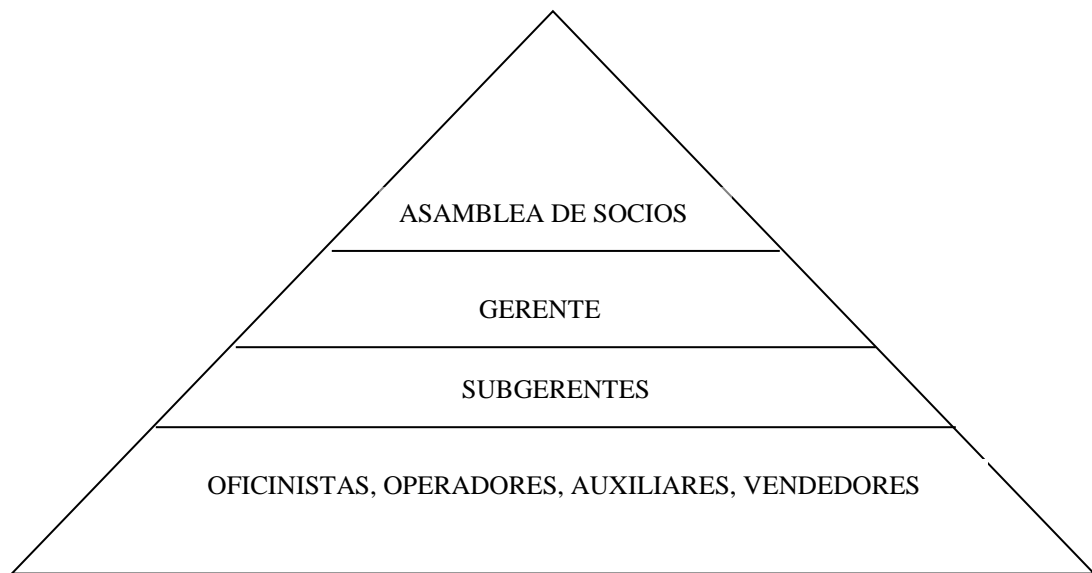 ASAMBLEA DE SOCIOS
GERENTE
SUBGERENTES
OFICINISTAS, OPERADORES, AUXILIARES, VENDEDORES